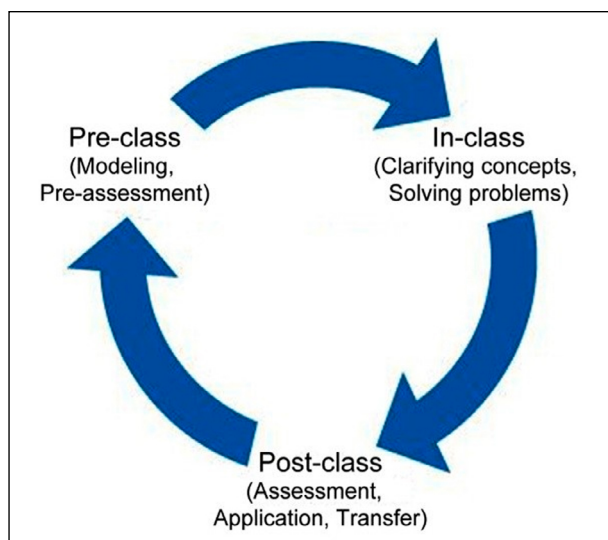 Pre-class
(Modeling,
Pre-assessment)
In-class
(Clarifying concepts,
Solving problems)
Post-class
(Assessment,
Application, Transfer)